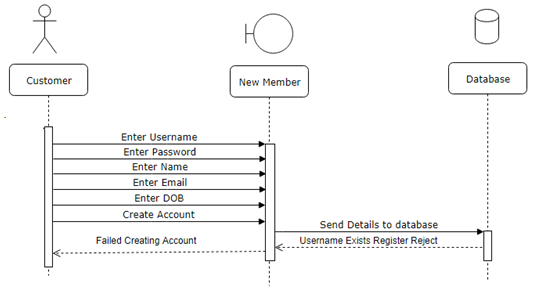 Customer
New Member
Database
Enter Username
Enter Password
Enter Name
Enter Email
Enter DOB
Create Account
Send Details to database
Failed Creating Account
Username Exists Register Reject